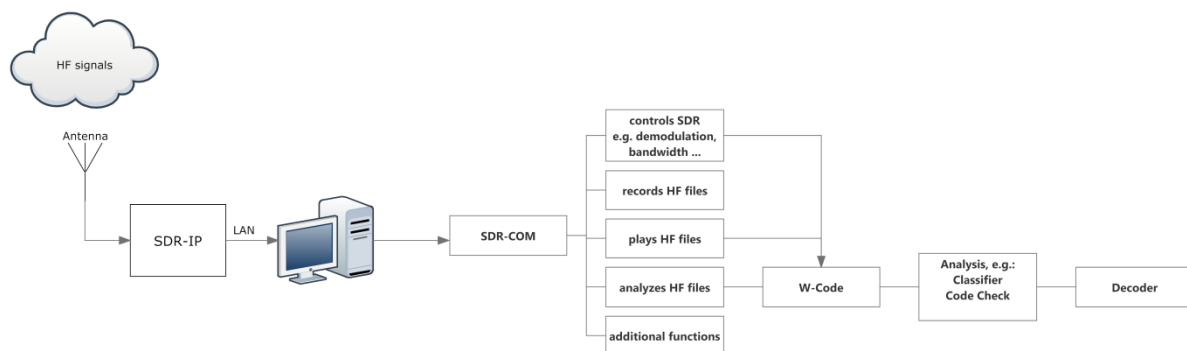 HF signals
Antenna
SDR-IP
LAN
SDR-COM
controls SDR
e.g. demodulation,
bandwidth ...
records HF files
plays HF files
analyzes HF files
additional functions
W-Code
Analysis, e.g.:
Classifier
Code Check
Decoder